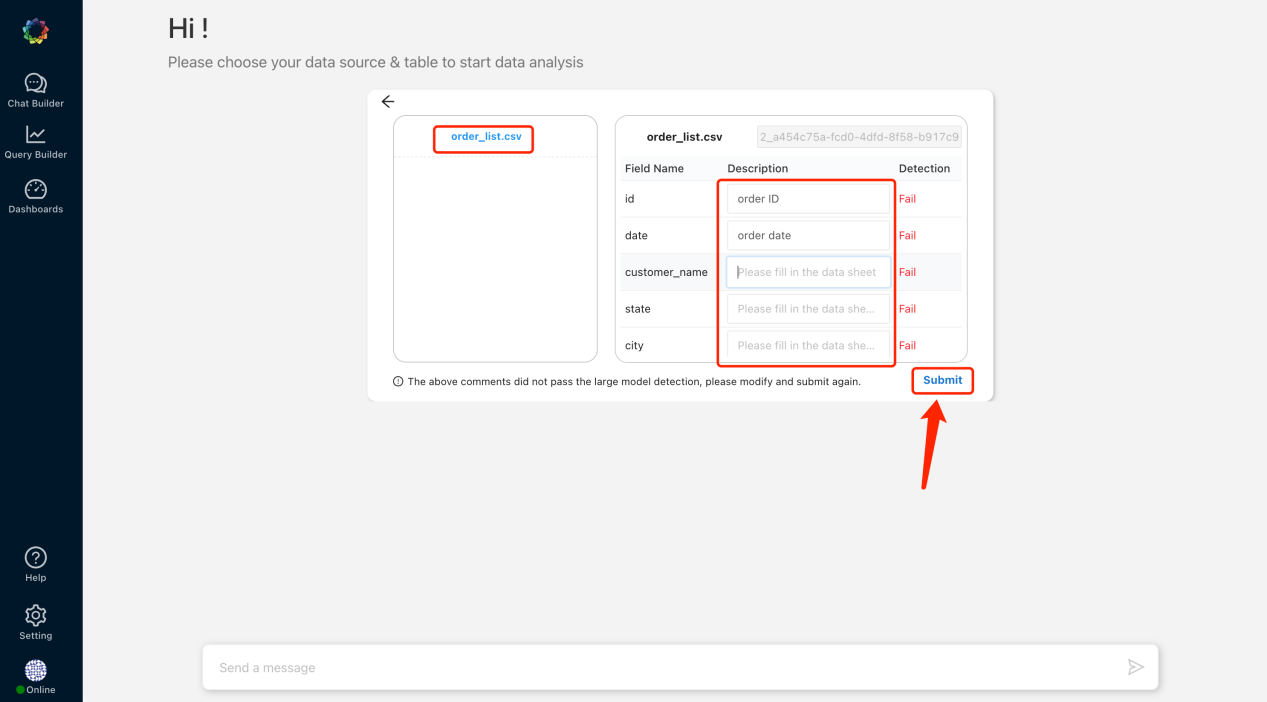 Hi !
Please choose your data source & table to start data analysis
Chat Builder
Query Builder
Dashboards
order_list.csv
order_list.csv 2_a454c75a-fcd0-4dfd-8f58-b917c9
Field Name Description Detection
id order ID Fail
date order date Fail
customer_name Please fill in the data sheet Fail
state Please fill in the data she... Fail
city Please fill in the data she... Fail
The above comments did not pass the large model detection, please modify and submit again. Submit
Help
Setting
Online
Send a message